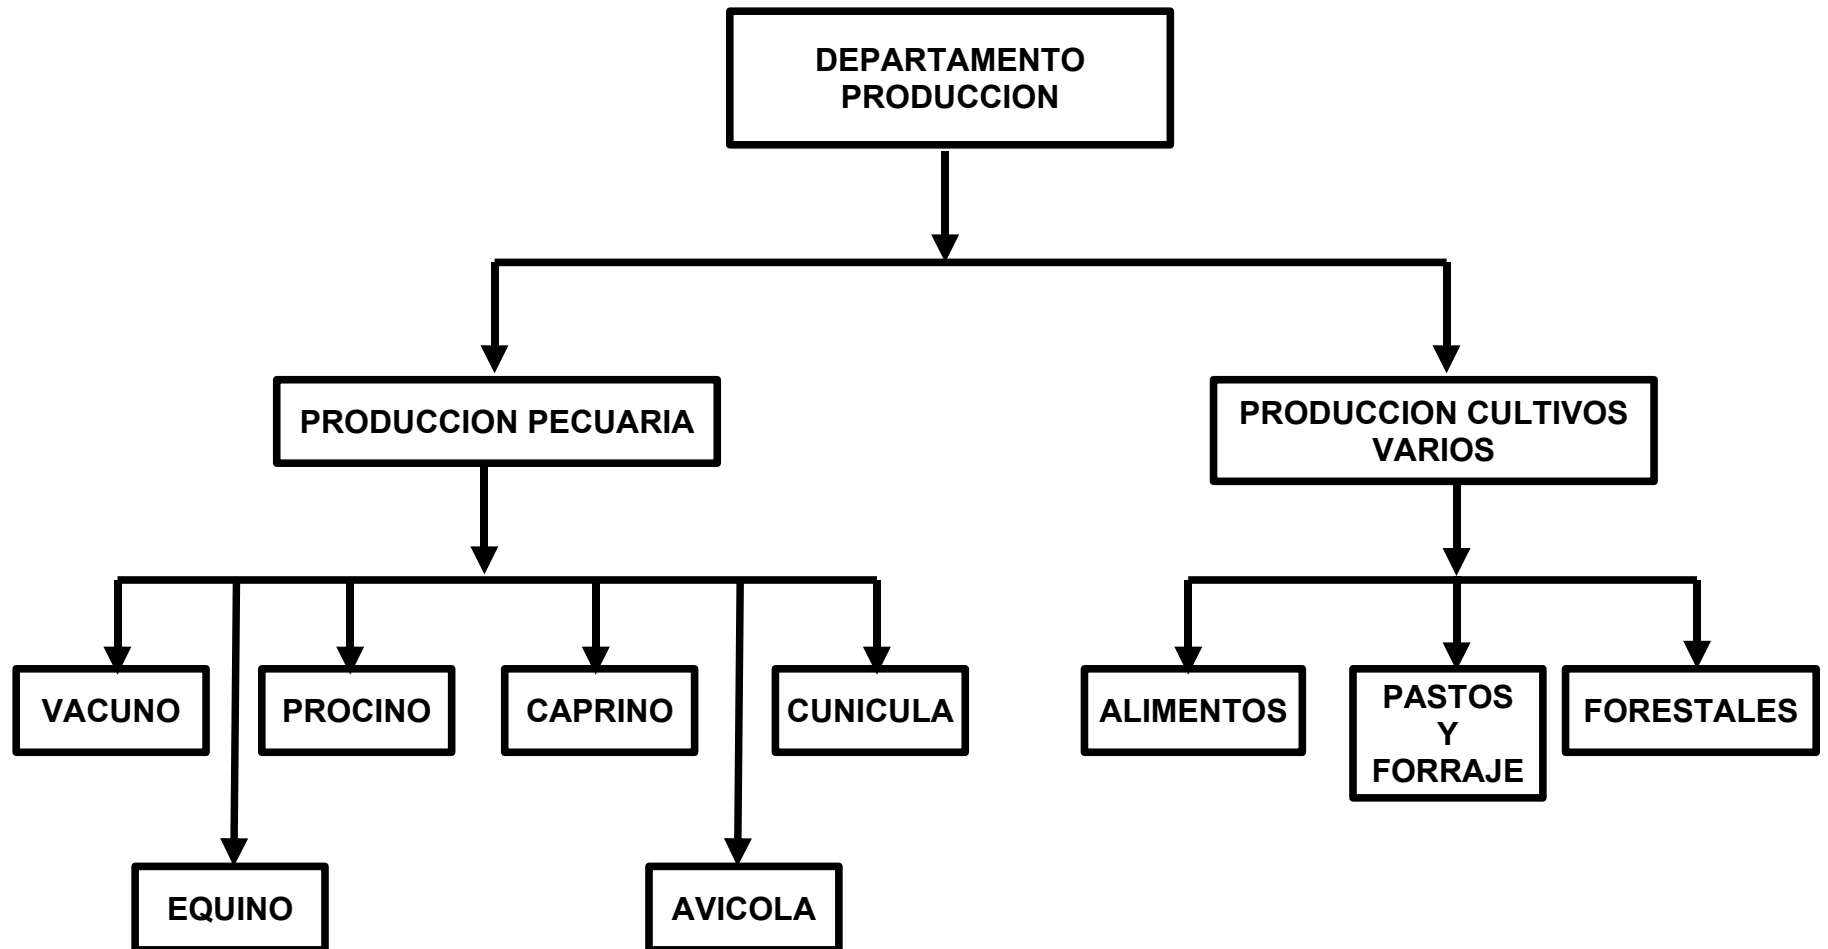 DEPARTAMENTO
PRODUCCION
PRODUCCION PECUARIA
PRODUCCION CULTIVOS
VARIOS
VACUNO
PROCINO
CAPRINO
CUNICULA
ALIMENTOS
PASTOS
Y
FORRAJE
FORESTALES
EQUINO
AVICOLA